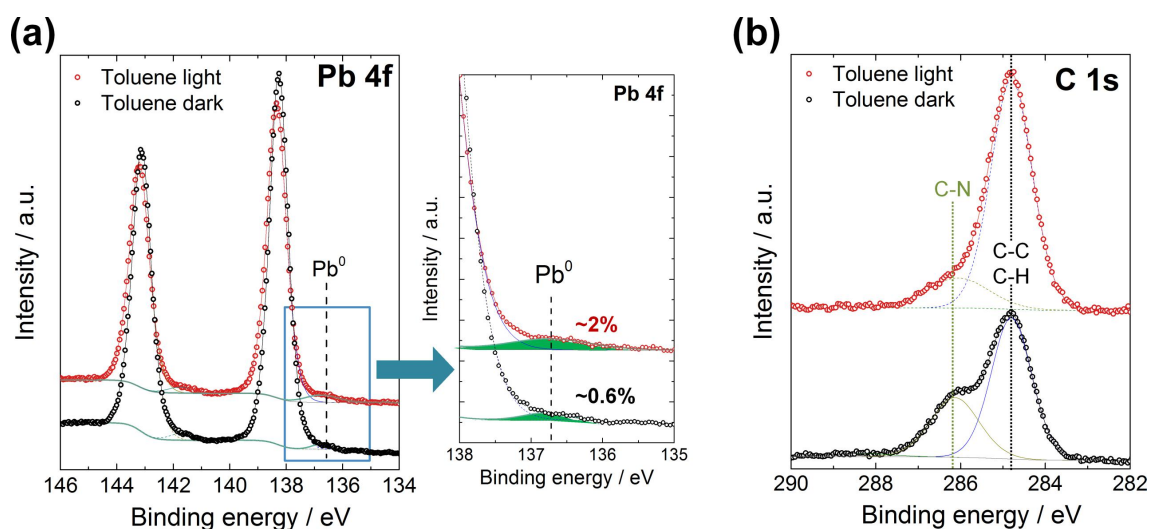 (a)
Toluene light
Toluene dark
Pb 4f
Pb⁰
Intensity / a.u.
146 144 142 140 138 136 134
Binding energy / eV
Pb 4f
Pb⁰
~2%
~0.6%
Intensity / a.u.
138 137 136 135
Binding energy / eV
(b)
Toluene light
Toluene dark
C 1s
C-N
C-C
C-H
Intensity / a.u.
290 288 286 284 282
Binding energy / eV